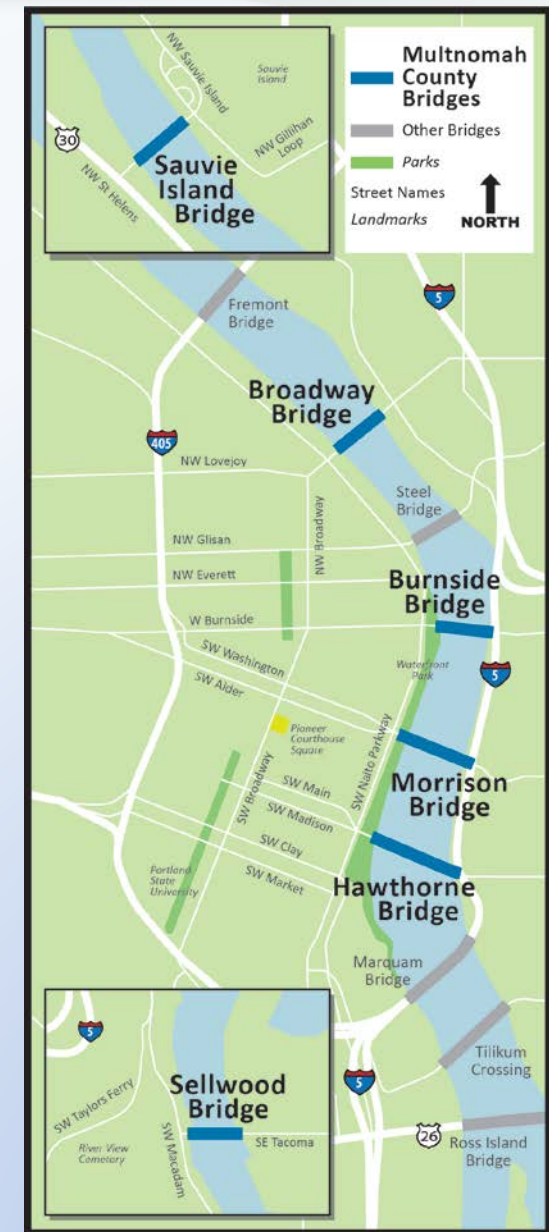 NW Sauvie Island
Sauvie
Island
30
NW Gillihan
Loop
NW St Helens
Sauvie
Island
Bridge
Multnomah
County
Bridges
Other Bridges
Parks
Street Names
Landmarks
NORTH
5
Fremont
Bridge
Broadway
Bridge
405
NW Lovejoy
NW Broadway
Steel
Bridge
NW Glisan
NW Everett
Burnside
Bridge
W Burnside
SW Washington
SW Alder
Waterfront
Park
5
Pioneer
Courthouse
Square
SW Naito Parkway
SW Broadway
Morrison
Bridge
SW Main
SW Madison
SW Clay
SW Market
Portland
State
University
Hawthorne
Bridge
Marquam
Bridge
Tilikum
Crossing
5
26
Ross Island
Bridge
5
Sellwood
Bridge
SW Taylors Ferry
River View
Cemetery
SW Macadam
SE Tacoma